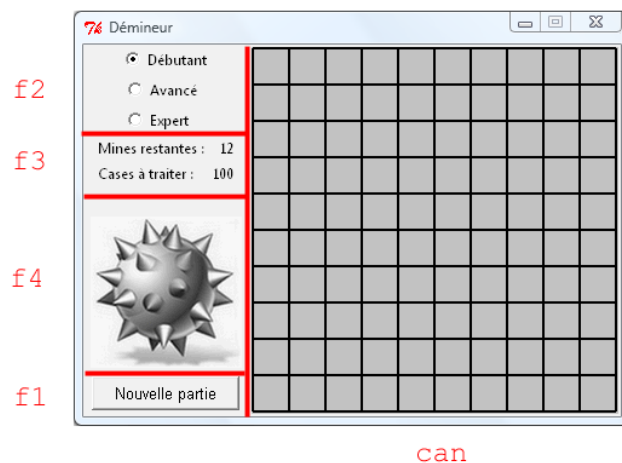 Démineur
f2
Débutant
Avancé
Expert
f3
Mines restantes : 12
Cases à traiter : 100
f4
f1
Nouvelle partie
can